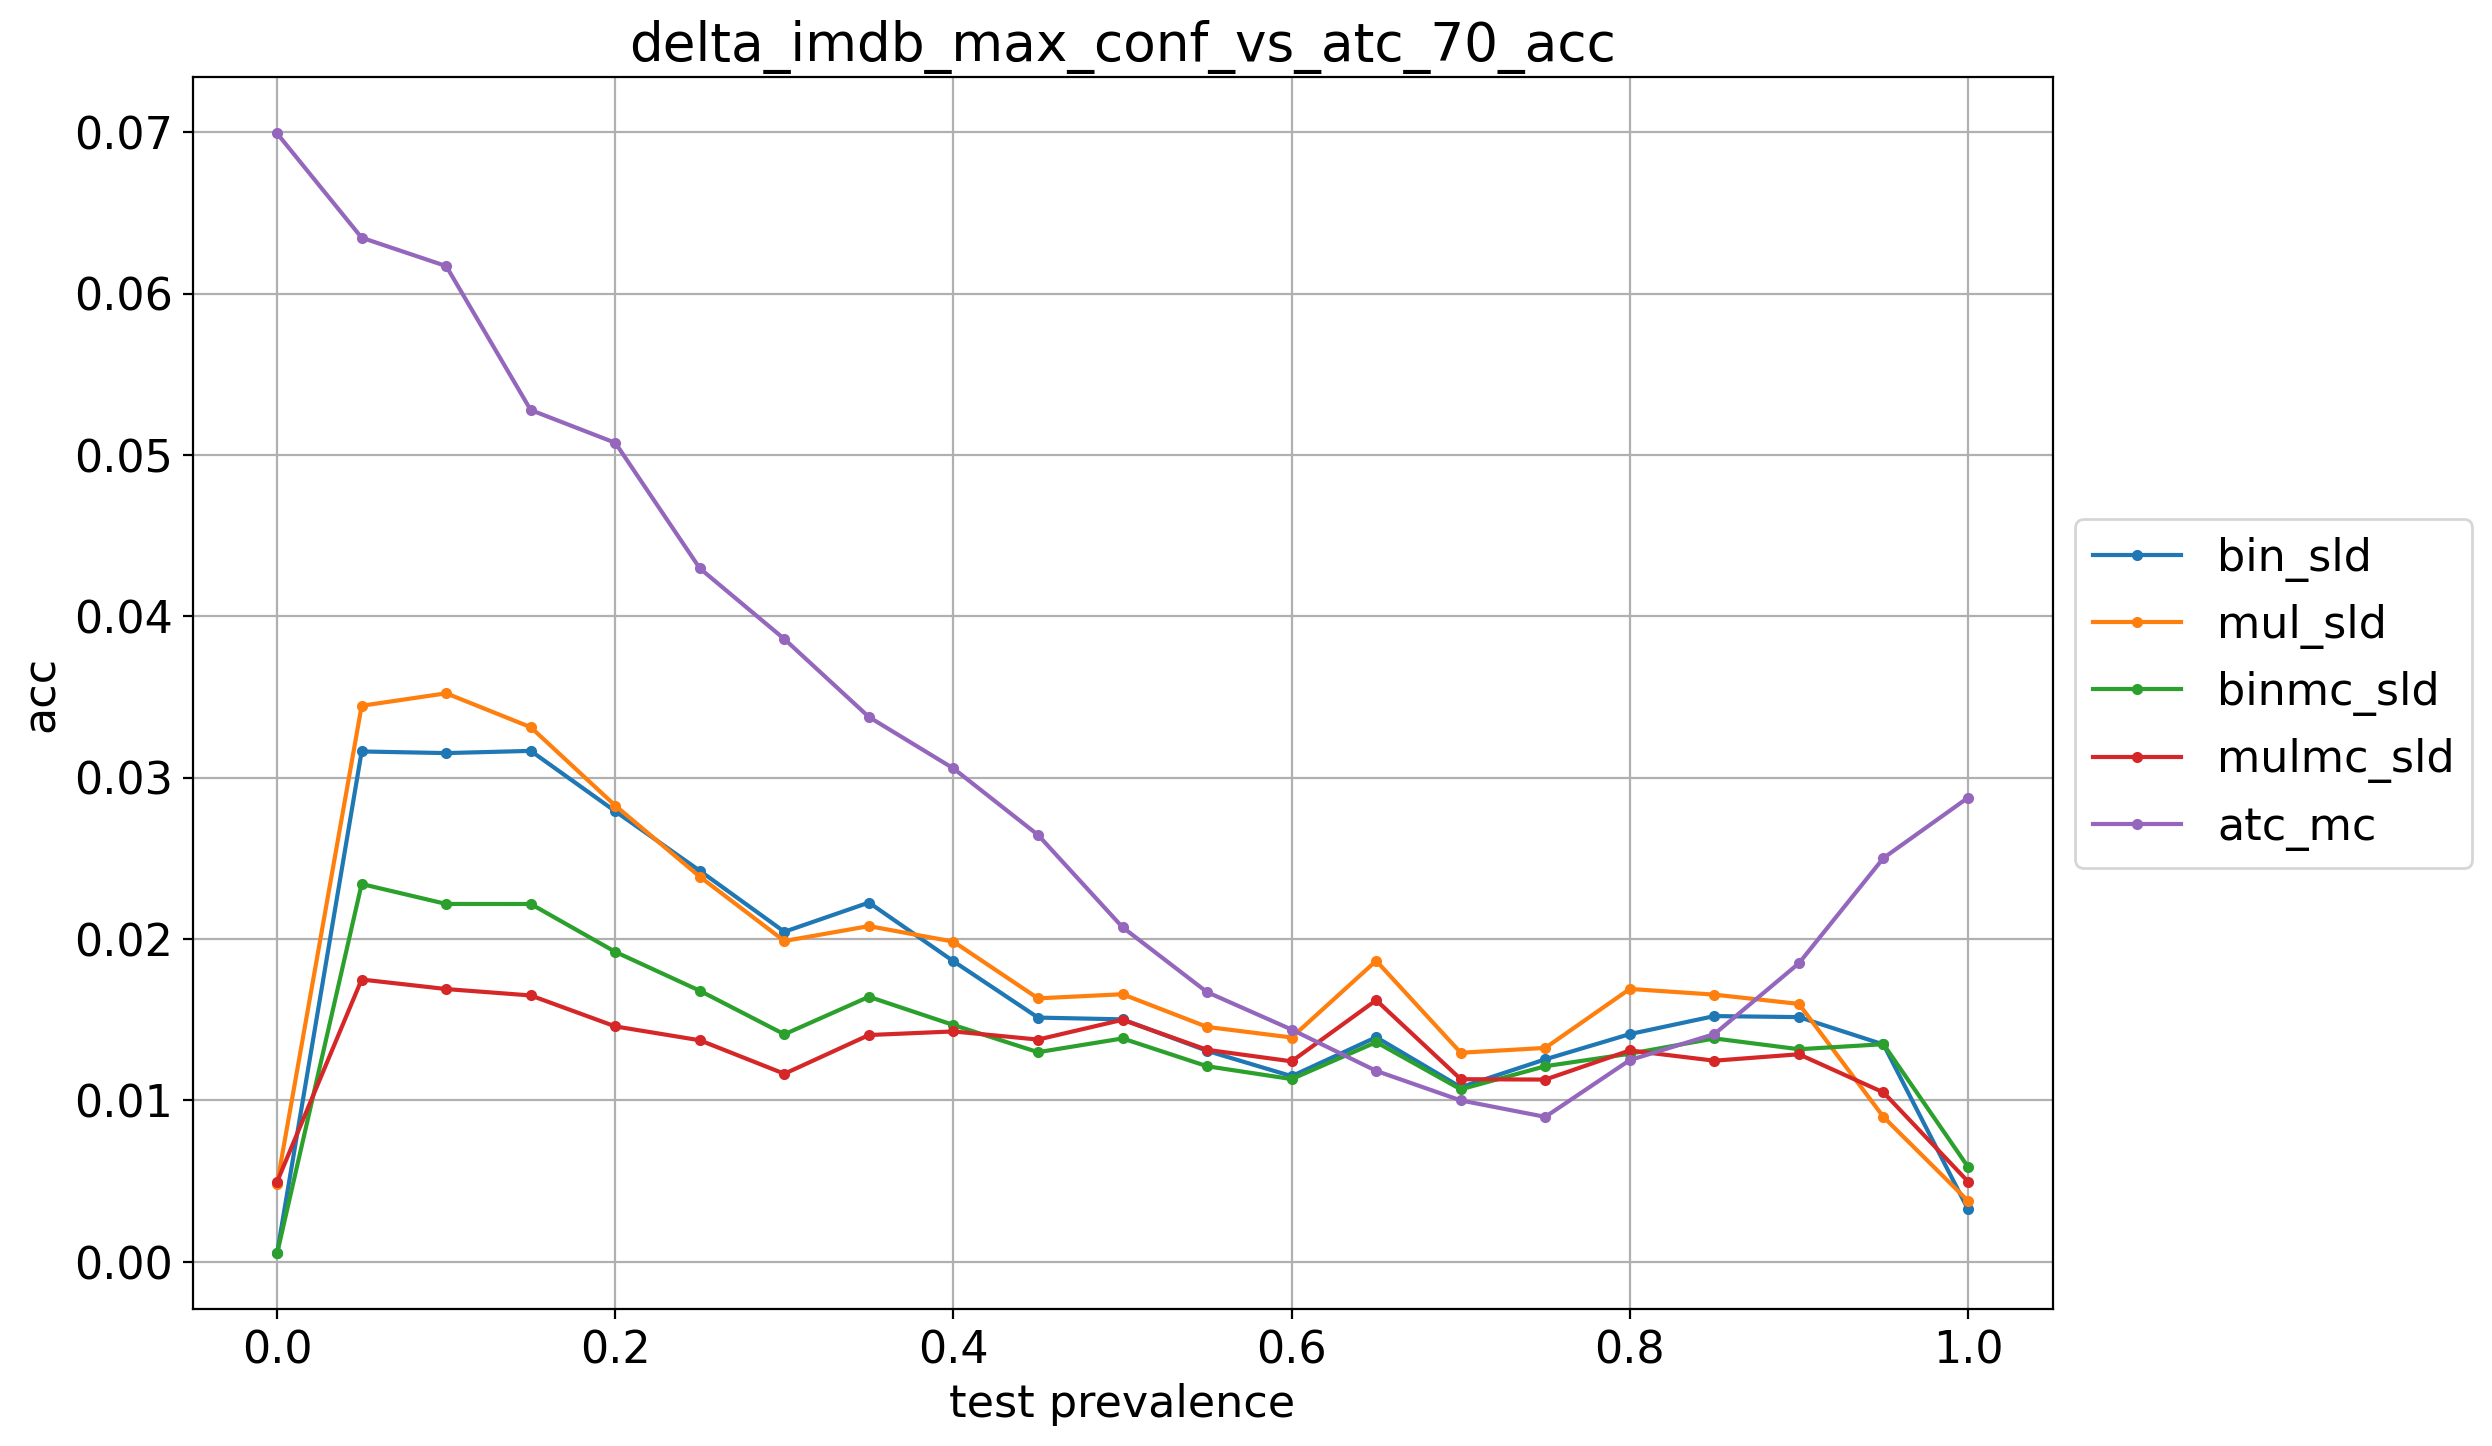 delta_imdb_max_conf_vs_atc_70_acc
0.07
0.06
0.05
0.04
0.03
0.02
0.01
0.00
acc
0.0 0.2 0.4 0.6 0.8 1.0
test prevalence
bin_sld
mul_sld
binmc_sld
mulmc_sld
atc_mc